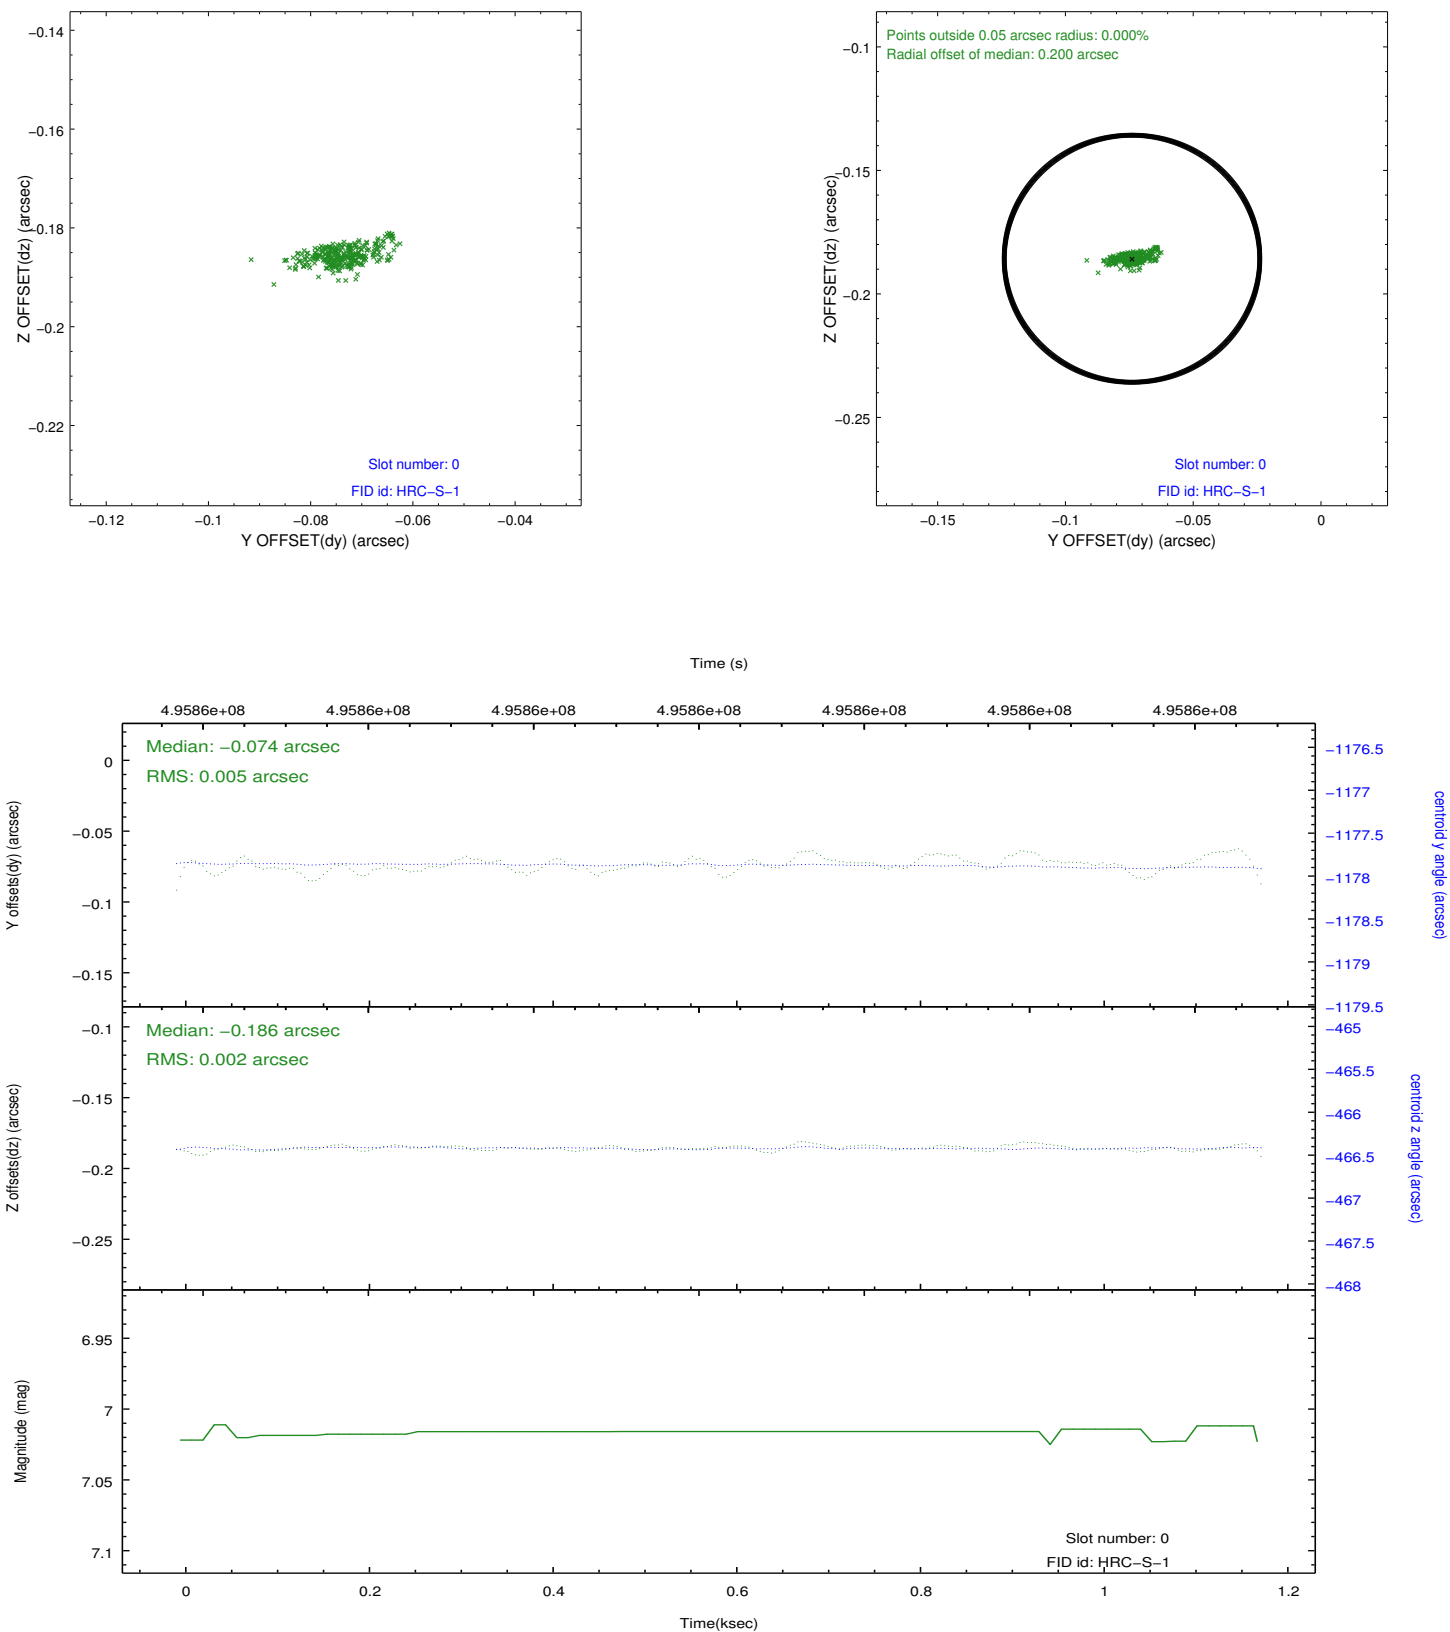 −0.14
−0.16
−0.18
−0.2
−0.22
Z OFFSET(dz) (arcsec)
Slot number: 0
FID id: HRC−S−1
−0.12 −0.1 −0.08 −0.06 −0.04
Y OFFSET(dy) (arcsec)
Points outside 0.05 arcsec radius: 0.000%
Radial offset of median: 0.200 arcsec
−0.1
−0.15
−0.2
−0.25
Z OFFSET(dz) (arcsec)
Slot number: 0
FID id: HRC−S−1
−0.15 −0.1 −0.05 0
Y OFFSET(dy) (arcsec)
Time (s)
4.9586e+08 4.9586e+08 4.9586e+08 4.9586e+08 4.9586e+08 4.9586e+08 4.9586e+08
Median: −0.074 arcsec
RMS: 0.005 arcsec
0
−0.05
−0.1
−0.15
Y offsets(dy) (arcsec)
−1176.5
−1177
−1177.5
−1178
−1178.5
−1179
−1179.5
centroid y angle (arcsec)
Median: −0.186 arcsec
RMS: 0.002 arcsec
−0.1
−0.15
−0.2
−0.25
Z offsets(dz) (arcsec)
−465
−465.5
−466
−466.5
−467
−467.5
−468
centroid z angle (arcsec)
6.95
7
7.05
7.1
Magnitude (mag)
Slot number: 0
FID id: HRC−S−1
0 0.2 0.4 0.6 0.8 1 1.2
Time(ksec)